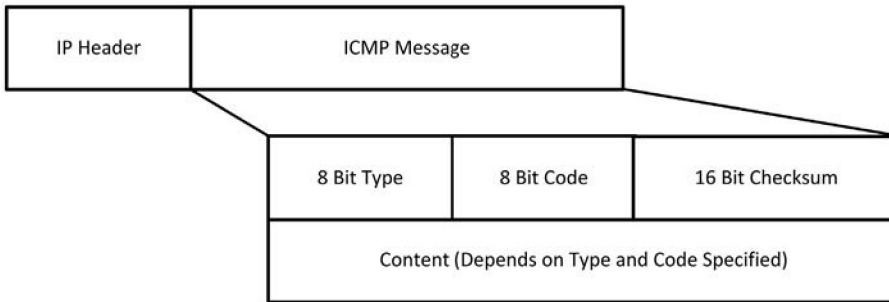 IP Header
ICMP Message
8 Bit Type
8 Bit Code
16 Bit Checksum
Content (Depends on Type and Code Specified)